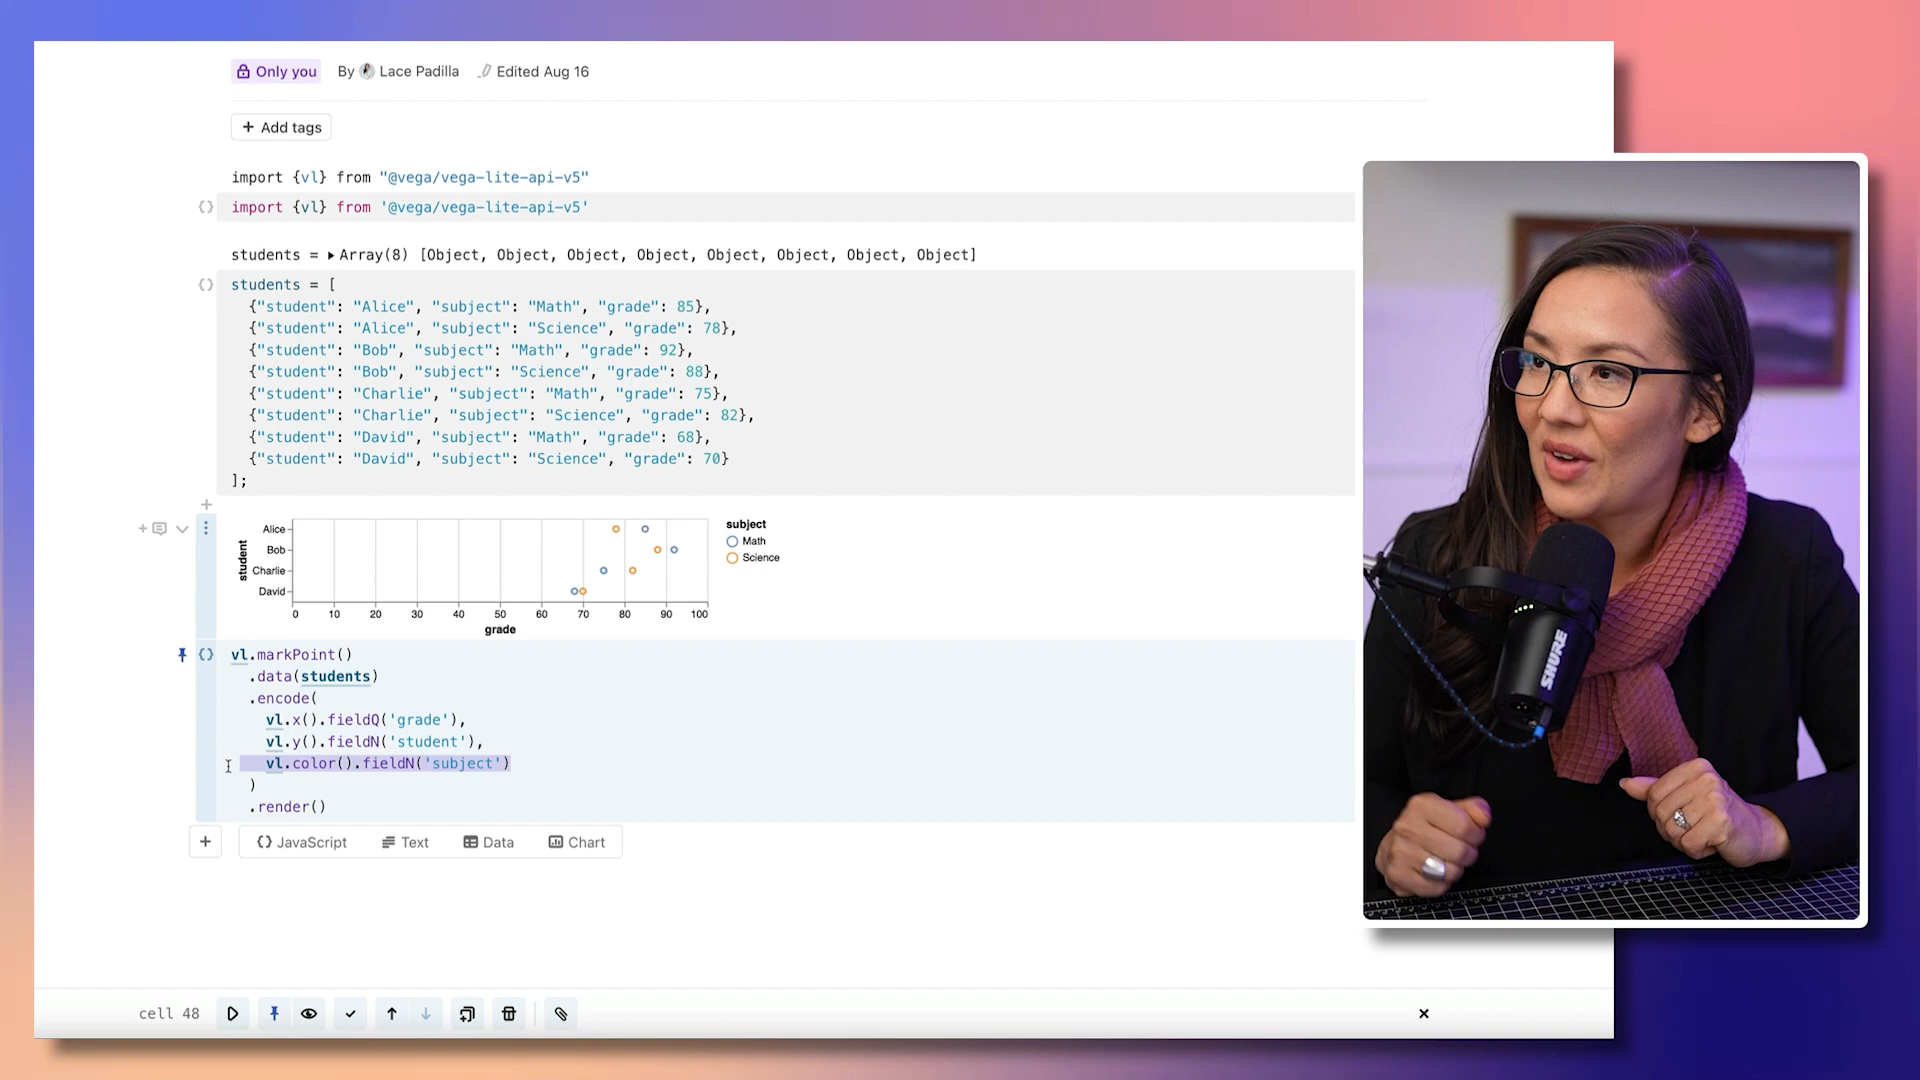 Only you By Lace Padilla Edited Aug 16
+ Add tags
import {vl} from "@vega/vega-lite-api-v5"
import {vl} from '@vega/vega-lite-api-v5'
students = ▸Array(8) [Object, Object, Object, Object, Object, Object, Object, Object]
students = [
{"student": "Alice", "subject": "Math", "grade": 85},
{"student": "Alice", "subject": "Science", "grade": 78},
{"student": "Bob", "subject": "Math", "grade": 92},
{"student": "Bob", "subject": "Science", "grade": 88},
{"student": "Charlie", "subject": "Math", "grade": 75},
{"student": "Charlie", "subject": "Science", "grade": 82},
{"student": "David", "subject": "Math", "grade": 68},
{"student": "David", "subject": "Science", "grade": 70}
];
student
Alice
Bob
Charlie
David
0 10 20 30 40 50 60 70 80 90 100
grade
subject
Math
Science
vl.markPoint()
.data(students)
.encode(
vl.x().fieldQ('grade'),
vl.y().fieldN('student'),
vl.color().fieldN('subject')
)
.render()
+ {} JavaScript Text Data Chart
cell 48
SHURE